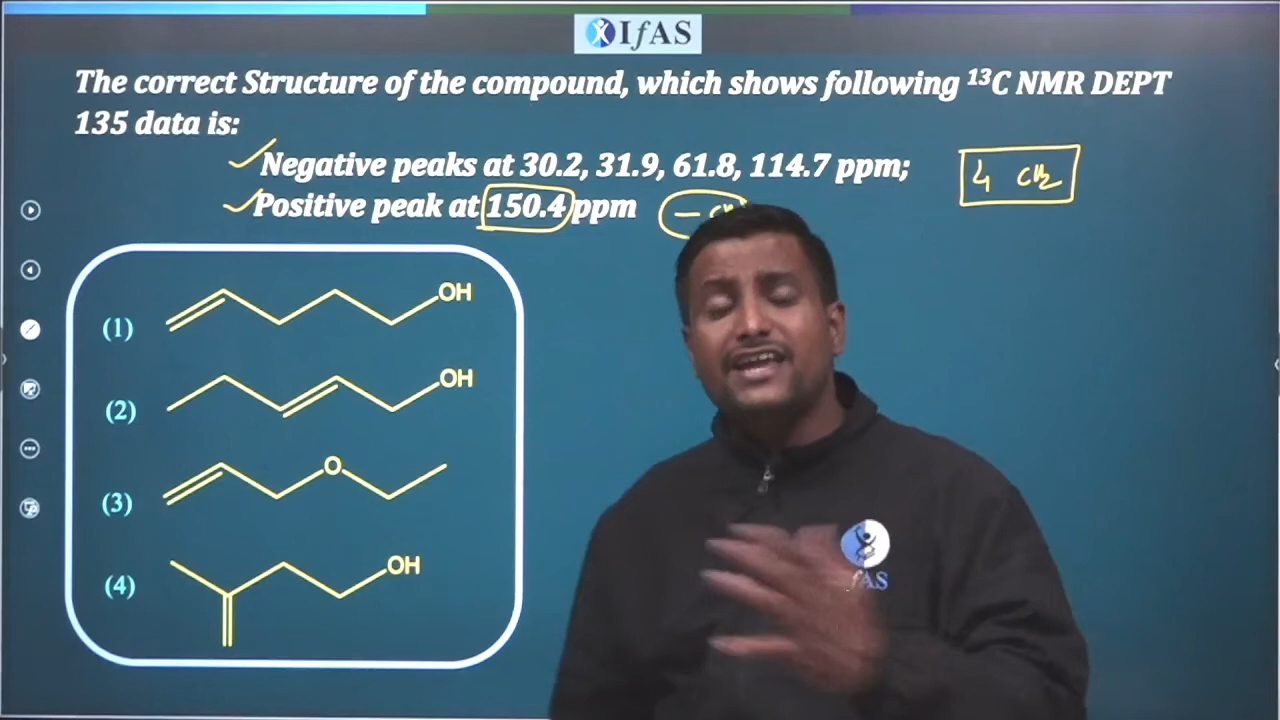 IfAS
The correct Structure of the compound, which shows following ¹³C NMR DEPT
135 data is:
Negative peaks at 30.2, 31.9, 61.8, 114.7 ppm;
4 CH₂
Positive peak at 150.4 ppm
(1)
OH
(2)
OH
(3)
O
(4)
OH
AS